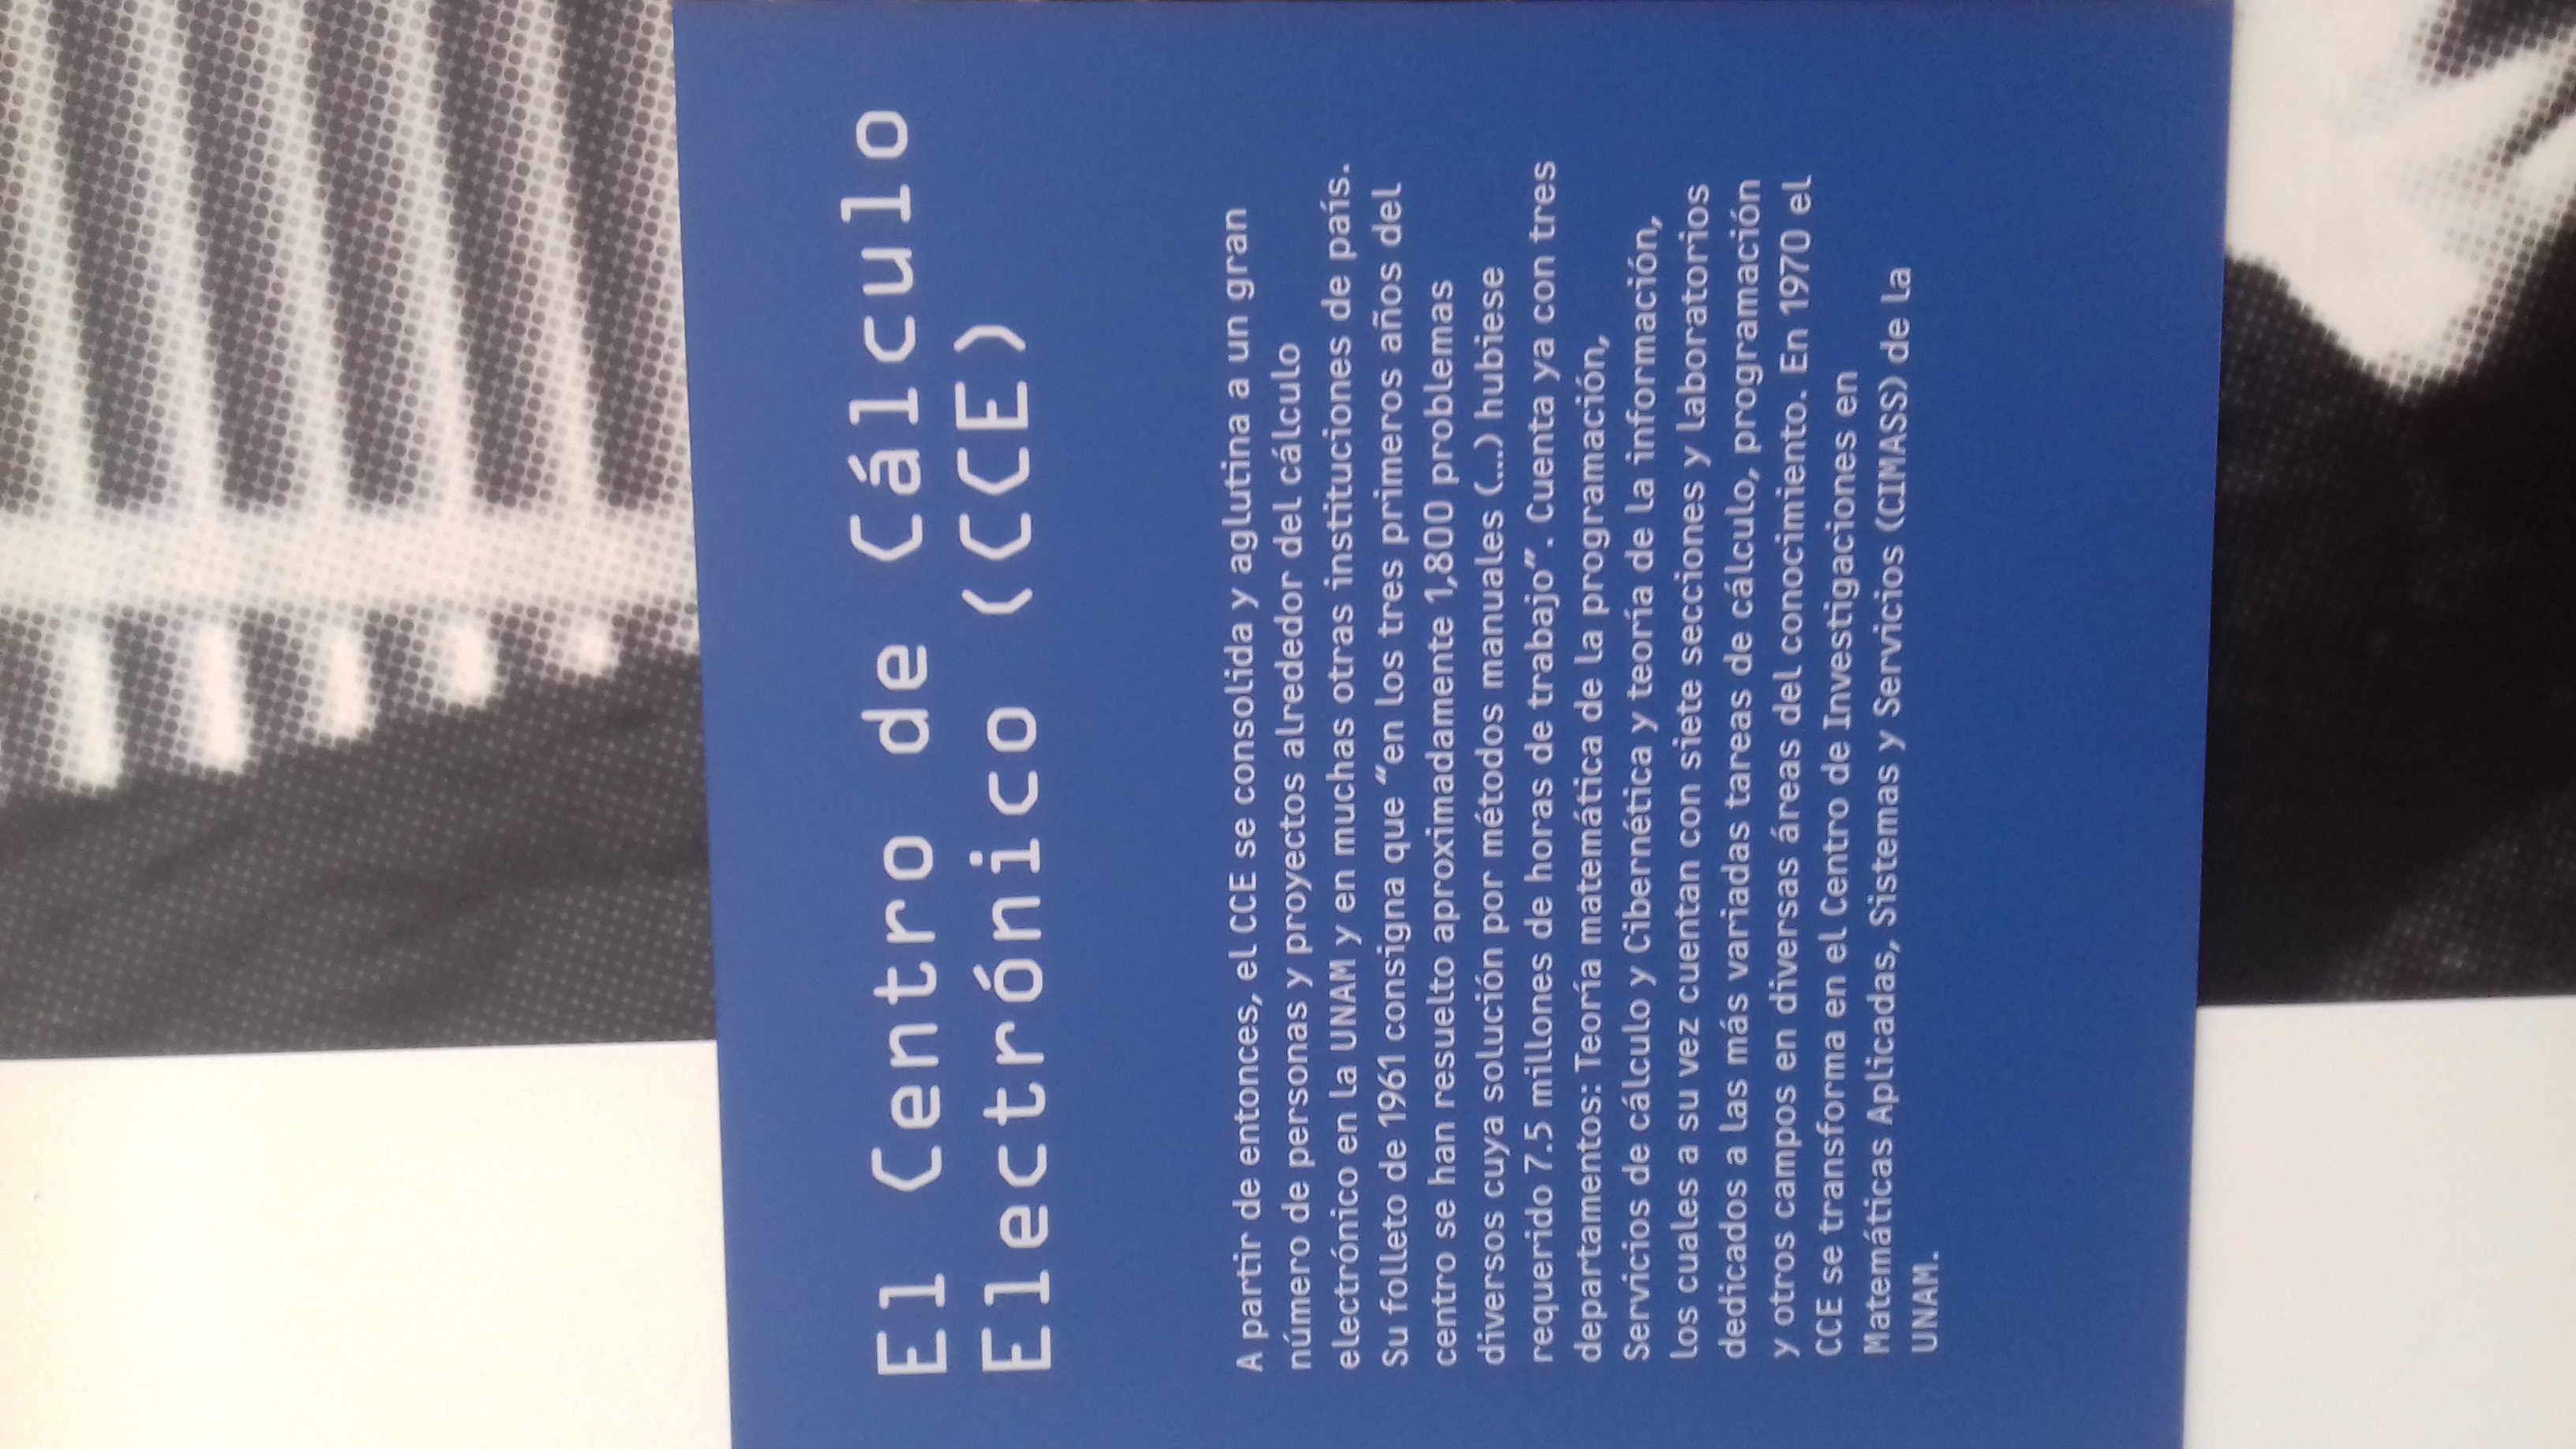 El Centro de Cálculo
Electrónico (CCE)
A partir de entonces, el CCE se consolida y aglutina a un gran
número de personas y proyectos alrededor del cálculo
electrónico en la UNAM y en muchas otras instituciones de país.
Su folleto de 1961 consigna que “en los tres primeros años del
centro se han resuelto aproximadamente 1,800 problemas
diversos cuya solución por métodos manuales (...) hubiese
requerido 7.5 millones de horas de trabajo”. Cuenta ya con tres
departamentos: Teoría matemática de la programación,
Servicios de cálculo y Cibernética y teoría de la información,
los cuales a su vez cuentan con siete secciones y laboratorios
dedicados a las más variadas tareas de cálculo, programación
y otros campos en diversas áreas del conocimiento. En 1970 el
CCE se transforma en el Centro de Investigaciones en
Matemáticas Aplicadas, Sistemas y Servicios (CIMASS) de la
UNAM.